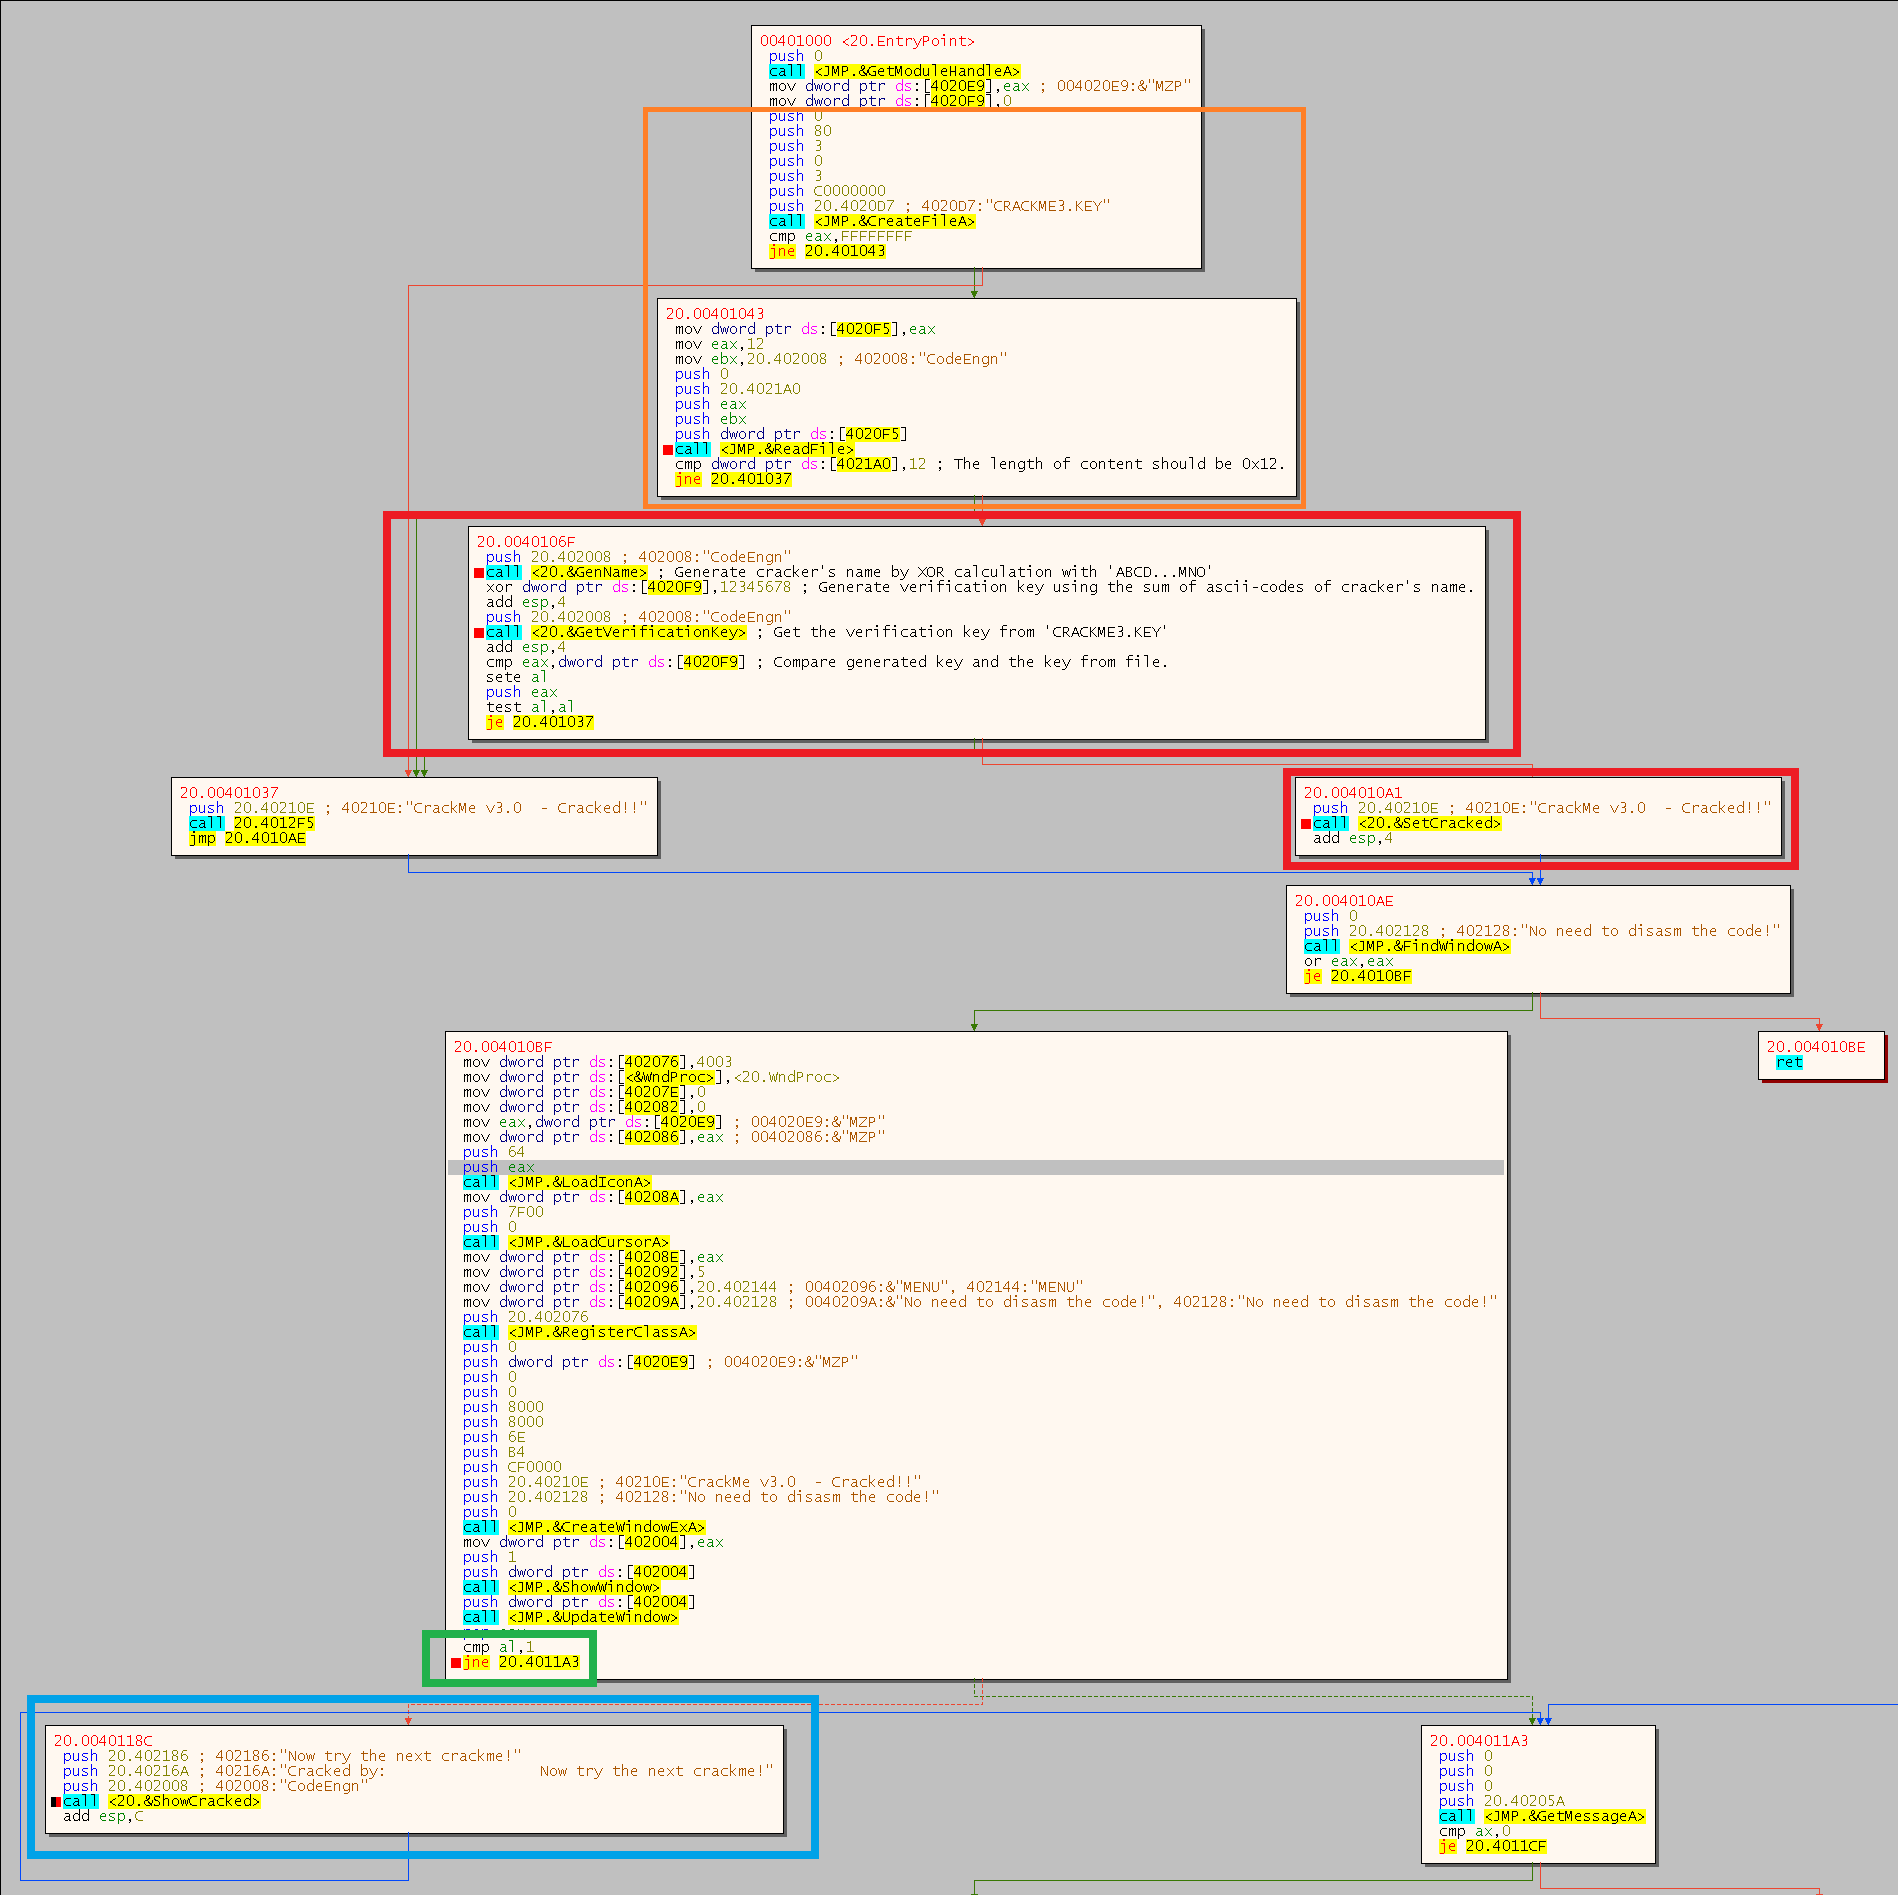 00401000 <20.EntryPoint>
push 0
call <JMP.&GetModuleHandleA>
mov dword ptr ds:[4020E9],eax ; 004020E9:&"MZP"
mov dword ptr ds:[4020F9],0
push 0
push 80
push 3
push 0
push 3
push C0000000
push 20.4020D7 ; 4020D7:"CRACKME3.KEY"
call <JMP.&CreateFileA>
cmp eax,FFFFFFFF
jne 20.401043
20.00401043
mov dword ptr ds:[4020F5],eax
mov eax,12
mov ebx,20.402008 ; 402008:"CodeEngn"
push 0
push 20.4021A0
push eax
push ebx
push dword ptr ds:[4020F5]
call <JMP.&ReadFile>
cmp dword ptr ds:[4021A0],12 ; The length of content should be 0x12.
jne 20.401037
20.0040106F
push 20.402008 ; 402008:"CodeEngn"
call <20.&GenName> ; Generate cracker's name by XOR calculation with 'ABCD...MNO'
xor dword ptr ds:[4020F9],12345678 ; Generate verification key using the sum of ascii-codes of cracker's name.
add esp,4
push 20.402008 ; 402008:"CodeEngn"
call <20.&GetVerificationKey> ; Get the verification key from 'CRACKME3.KEY'
add esp,4
cmp eax,dword ptr ds:[4020F9] ; Compare generated key and the key from file.
sete al
push eax
test al,al
je 20.401037
20.00401037
push 20.40210E ; 40210E:"CrackMe v3.0  - Cracked!!"
call 20.4012F5
jmp 20.4010AE
20.004010A1
push 20.40210E ; 40210E:"CrackMe v3.0  - Cracked!!"
call <20.&SetCracked>
add esp,4
20.004010AE
push 0
push 20.402128 ; 402128:"No need to disasm the code!"
call <JMP.&FindWindowA>
or eax,eax
je 20.4010BF
20.004010BE
ret
20.004010BF
mov dword ptr ds:[402076],4003
mov dword ptr ds:[<&WndProc>],<20.WndProc>
mov dword ptr ds:[40207E],0
mov dword ptr ds:[402082],0
mov eax,dword ptr ds:[4020E9] ; 004020E9:&"MZP"
mov dword ptr ds:[402086],eax ; 00402086:&"MZP"
push 64
push eax
call <JMP.&LoadIconA>
mov dword ptr ds:[40208A],eax
push 7F00
push 0
call <JMP.&LoadCursorA>
mov dword ptr ds:[40208E],eax
mov dword ptr ds:[402092],5
mov dword ptr ds:[402096],20.402144 ; 00402096:&"MENU", 402144:"MENU"
mov dword ptr ds:[40209A],20.402128 ; 0040209A:&"No need to disasm the code!", 402128:"No need to disasm the code!"
push 20.402076
call <JMP.&RegisterClassA>
push 0
push dword ptr ds:[4020E9] ; 004020E9:&"MZP"
push 0
push 0
push 8000
push 8000
push 6E
push B4
push CF0000
push 20.40210E ; 40210E:"CrackMe v3.0  - Cracked!!"
push 20.402128 ; 402128:"No need to disasm the code!"
push 0
call <JMP.&CreateWindowExA>
mov dword ptr ds:[402004],eax
push 1
push dword ptr ds:[402004]
call <JMP.&ShowWindow>
push dword ptr ds:[402004]
call <JMP.&UpdateWindow>
cmp al,1
jne 20.4011A3
20.0040118C
push 20.402186 ; 402186:"Now try the next crackme!"
push 20.40216A ; 40216A:"Cracked by:                 Now try the next crackme!"
push 20.402008 ; 402008:"CodeEngn"
call <20.&ShowCracked>
add esp,C
20.004011A3
push 0
push 0
push 0
push 20.40205A
call <JMP.&GetMessageA>
cmp ax,0
je 20.4011CF